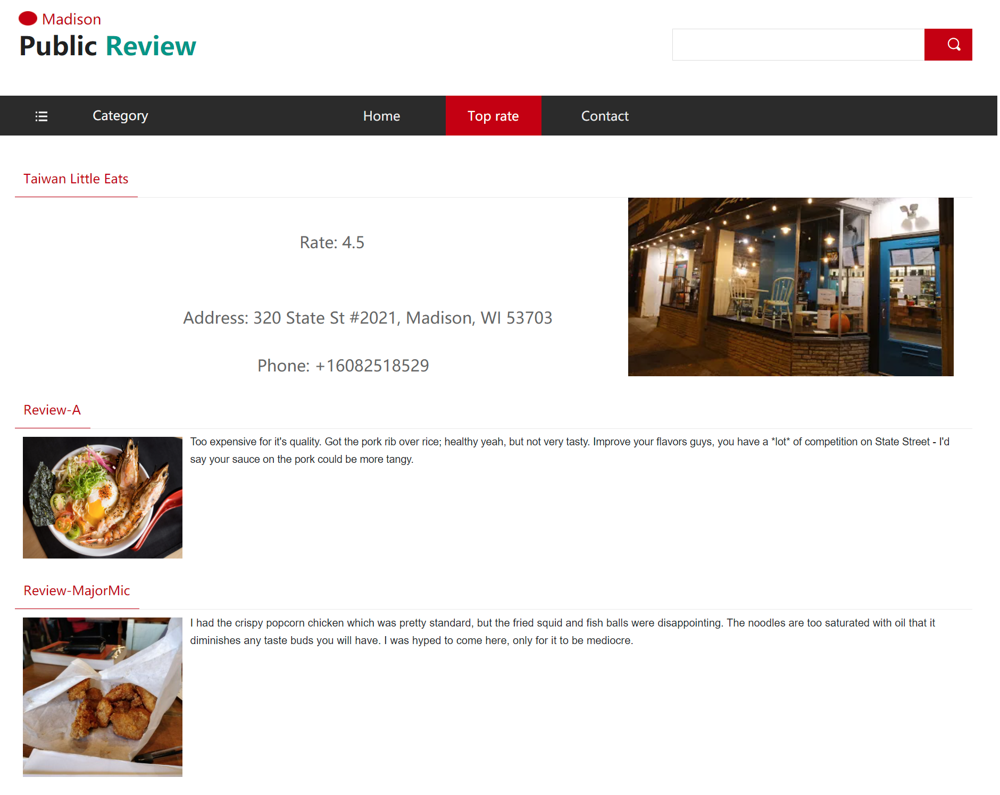 Madison
Public Review
Category
Home
Top rate
Contact
Taiwan Little Eats
Rate: 4.5
Address: 320 State St #2021, Madison, WI 53703
Phone: +16082518529
Review-A
Too expensive for it's quality. Got the pork rib over rice; healthy yeah, but not very tasty. Improve your flavors guys, you have a *lot* of competition on State Street - I'd
say your sauce on the pork could be more tangy.
Review-MajorMic
I had the crispy popcorn chicken which was pretty standard, but the fried squid and fish balls were disappointing. The noodles are too saturated with oil that it
diminishes any taste buds you will have. I was hyped to come here, only for it to be mediocre.